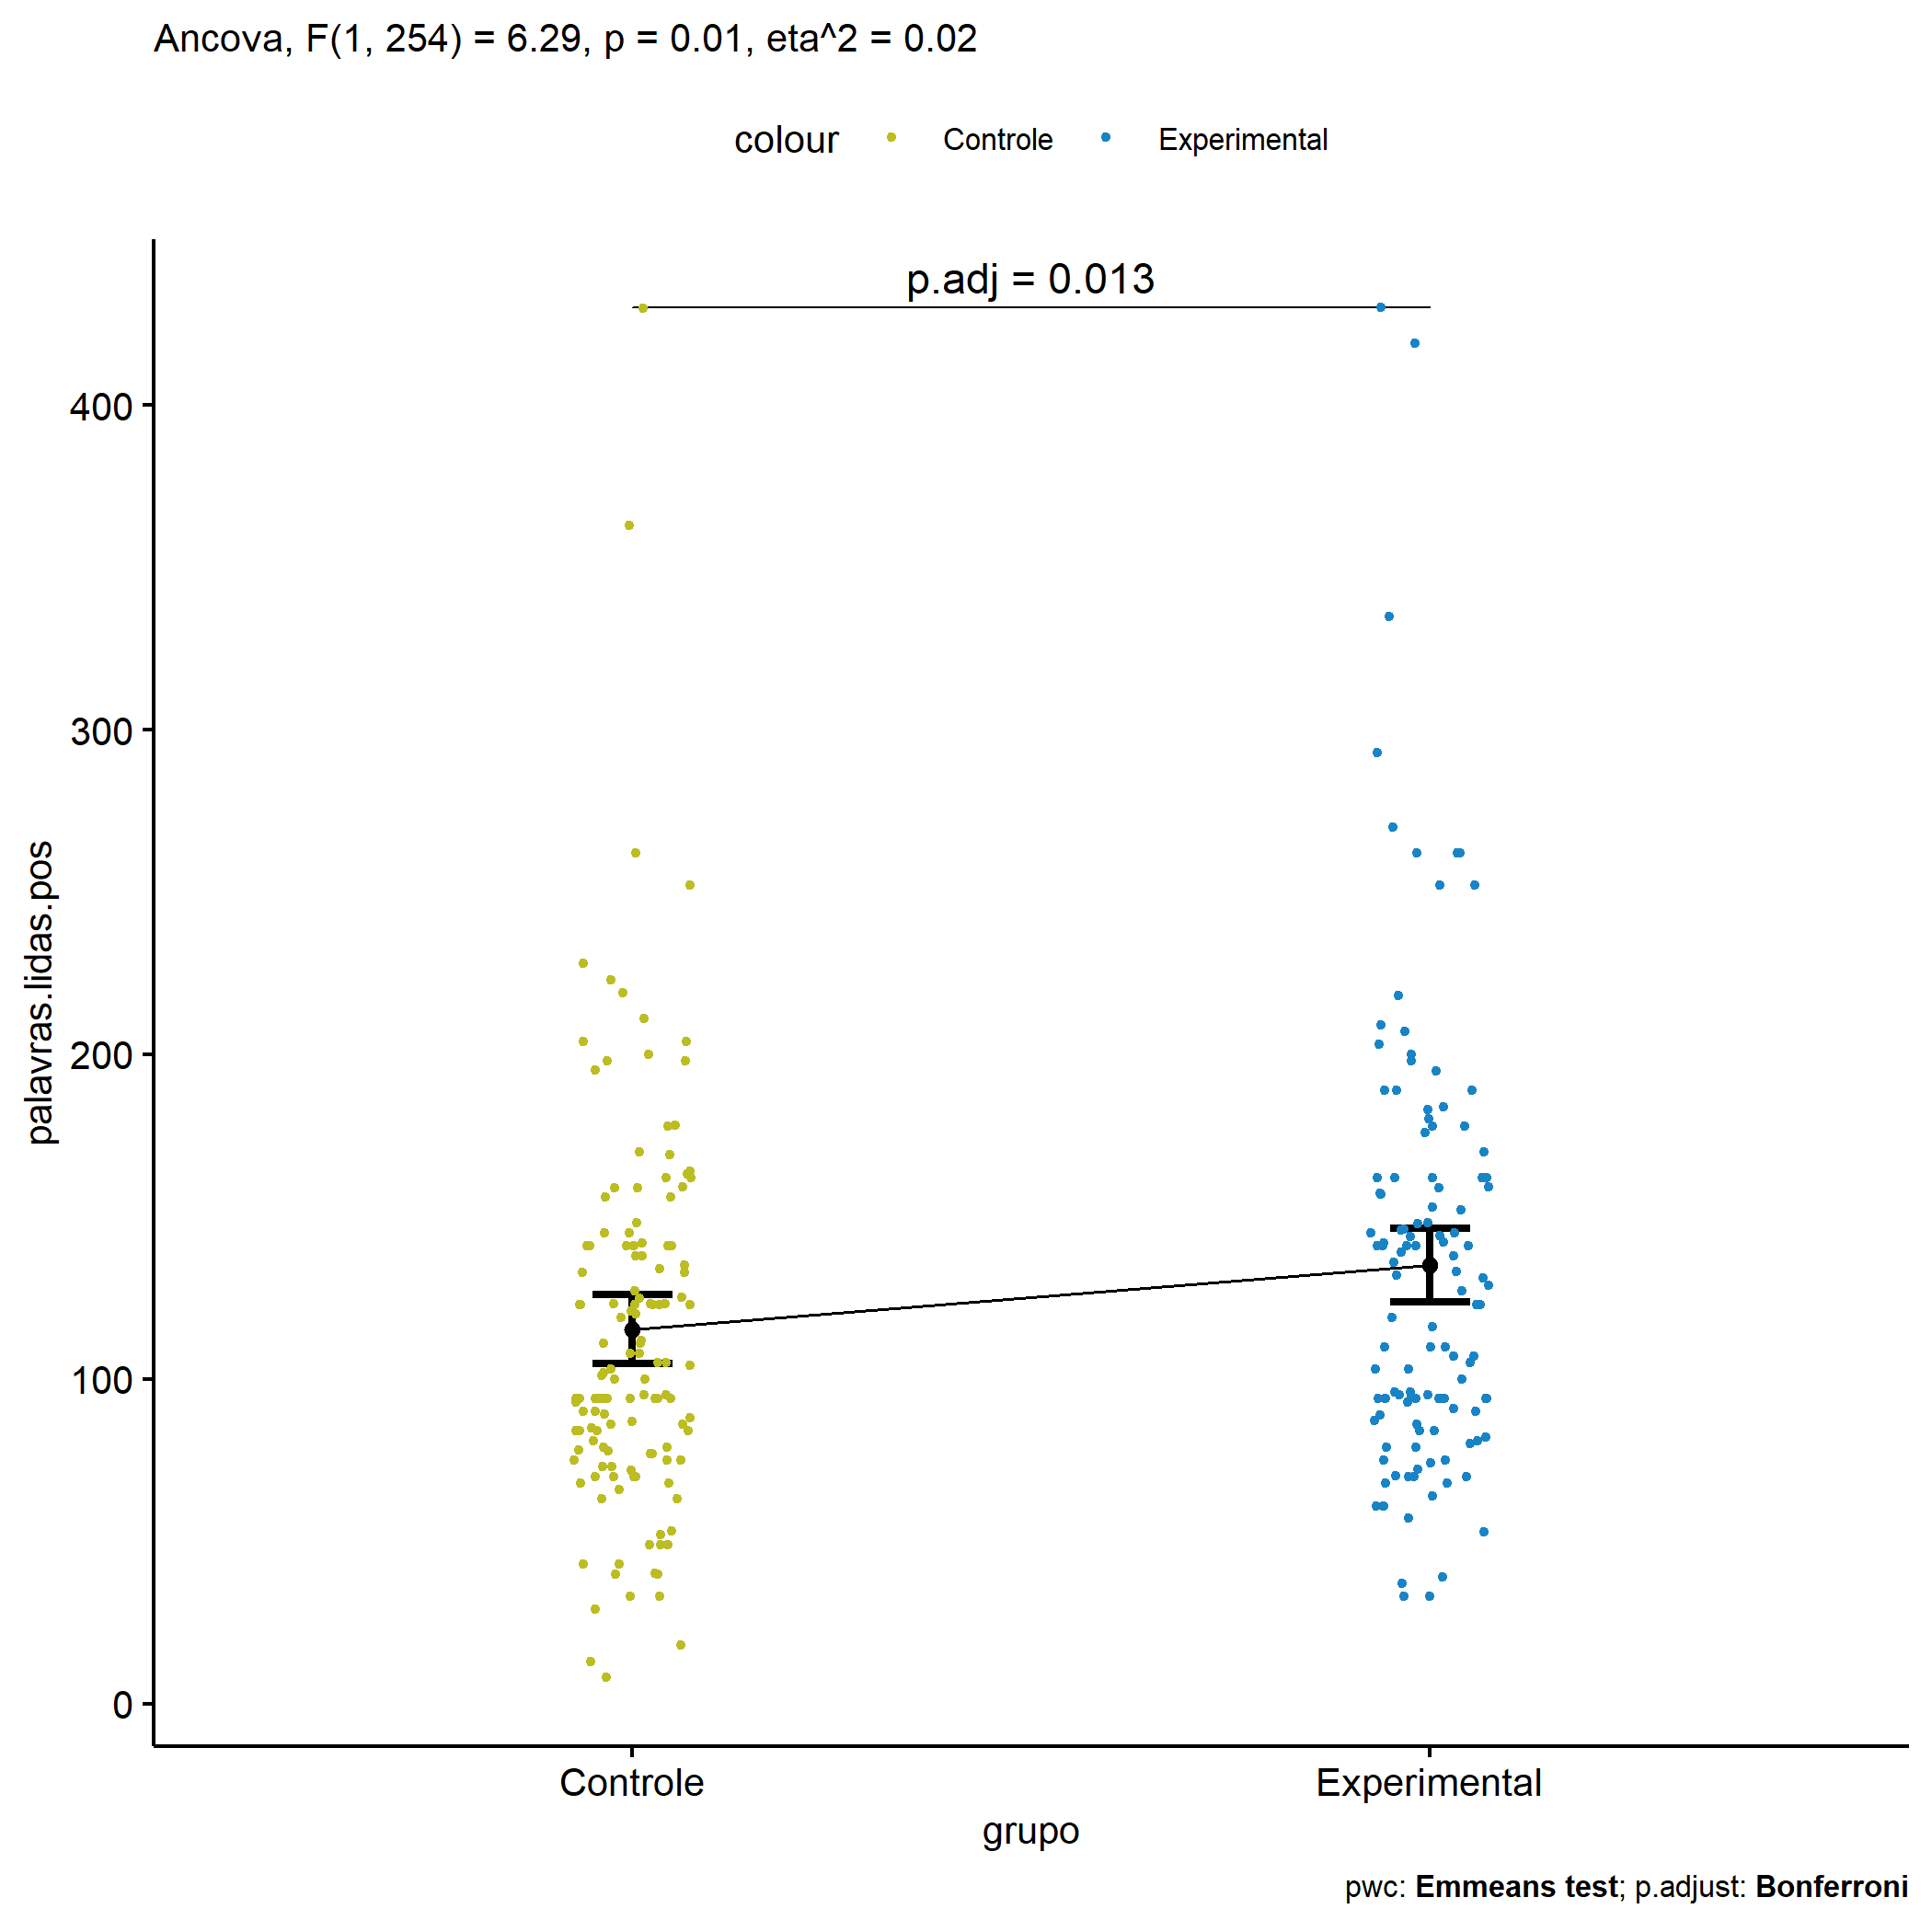 Ancova, F(1, 254) = 6.29, p = 0.01, eta^2 = 0.02
colour Controle Experimental
p.adj = 0.013
400
300
200
100
0
palavras.lidas.pos
Controle Experimental
grupo
pwc: Emmeans test; p.adjust: Bonferroni